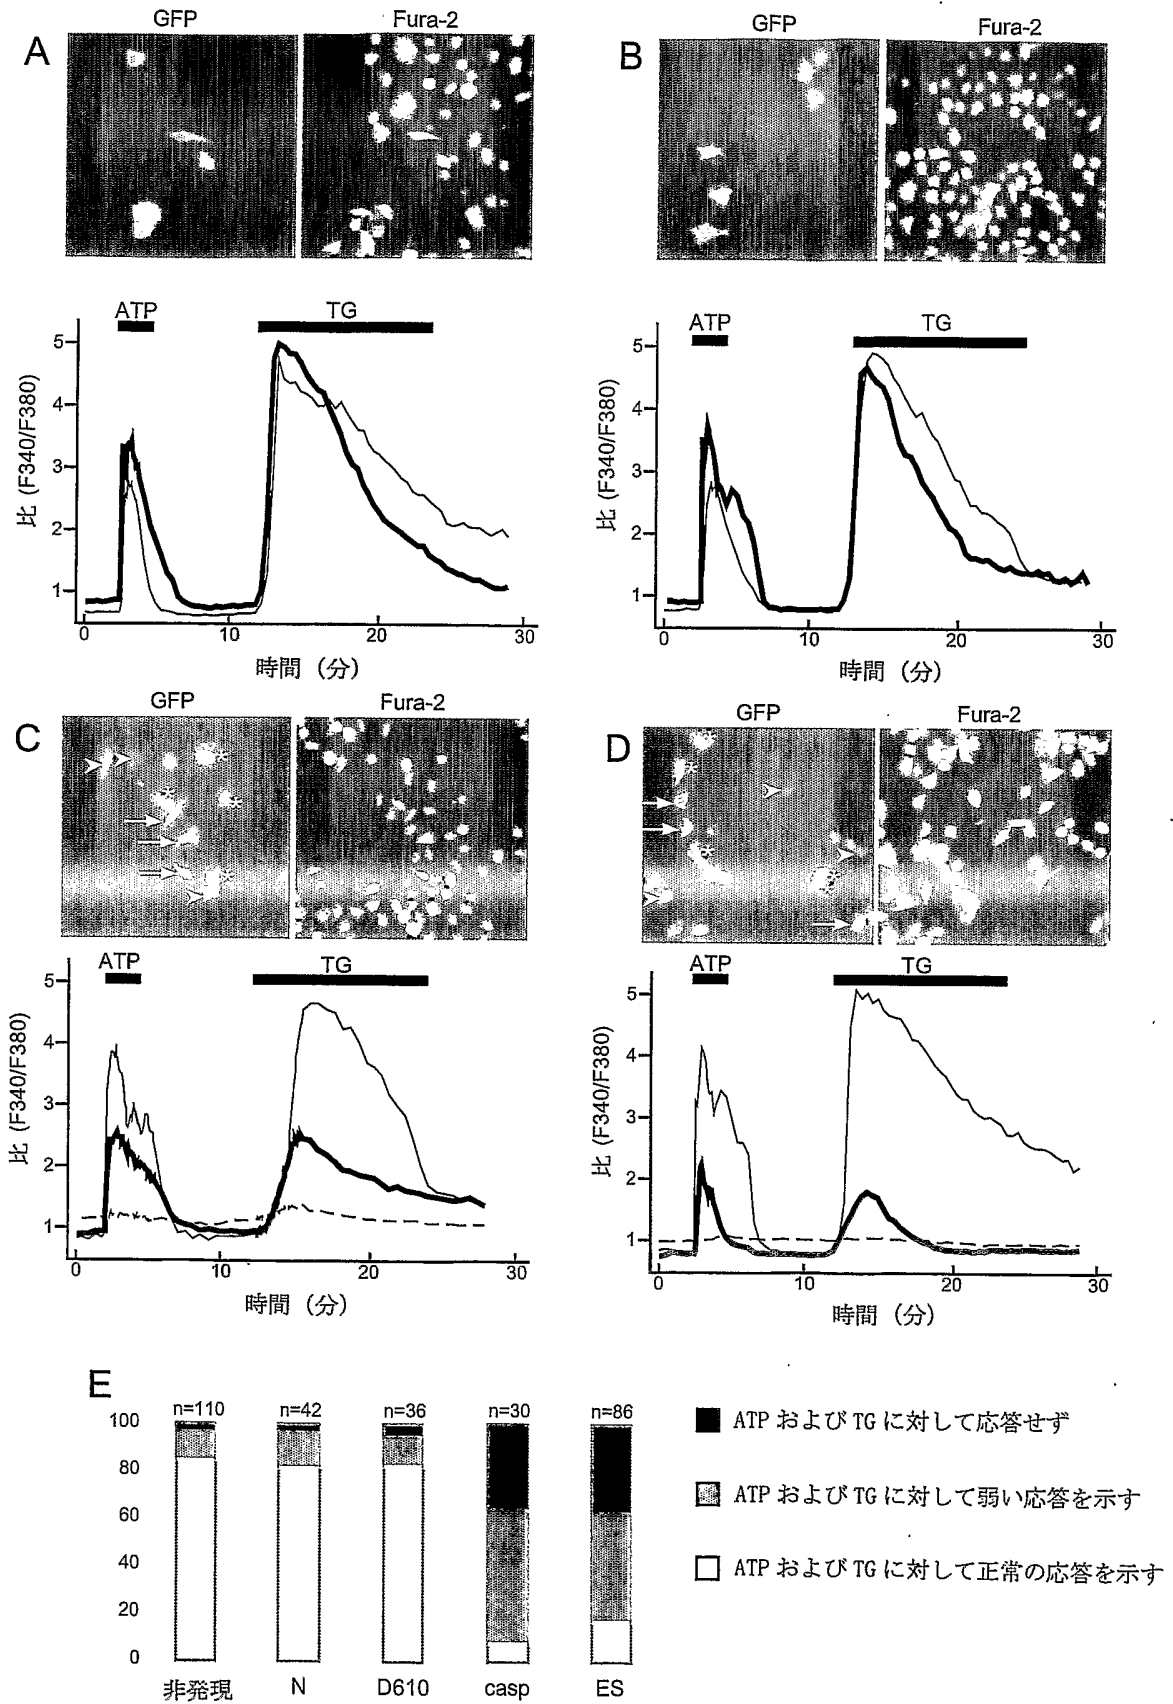 A
GFP
Fura-2
B
GFP
Fura-2
ATP
TG
5
4
3
2
1
比 (F340/F380)
0
10
20
30
時間 (分)
ATP
TG
5
4
3
2
1
比 (F340/F380)
0
10
20
30
時間 (分)
C
GFP
Fura-2
D
GFP
Fura-2
ATP
TG
5
4
3
2
1
比 (F340/F380)
0
10
20
30
時間 (分)
ATP
TG
5
4
3
2
1
比 (F340/F380)
0
10
20
30
時間 (分)
E
100
80
60
40
20
0
n=110
n=42
n=36
n=30
n=86
非発現
N
D610
casp
ES
ATP および TG に対して応答せず
ATP および TG に対して弱い応答を示す
ATP および TG に対して正常の応答を示す